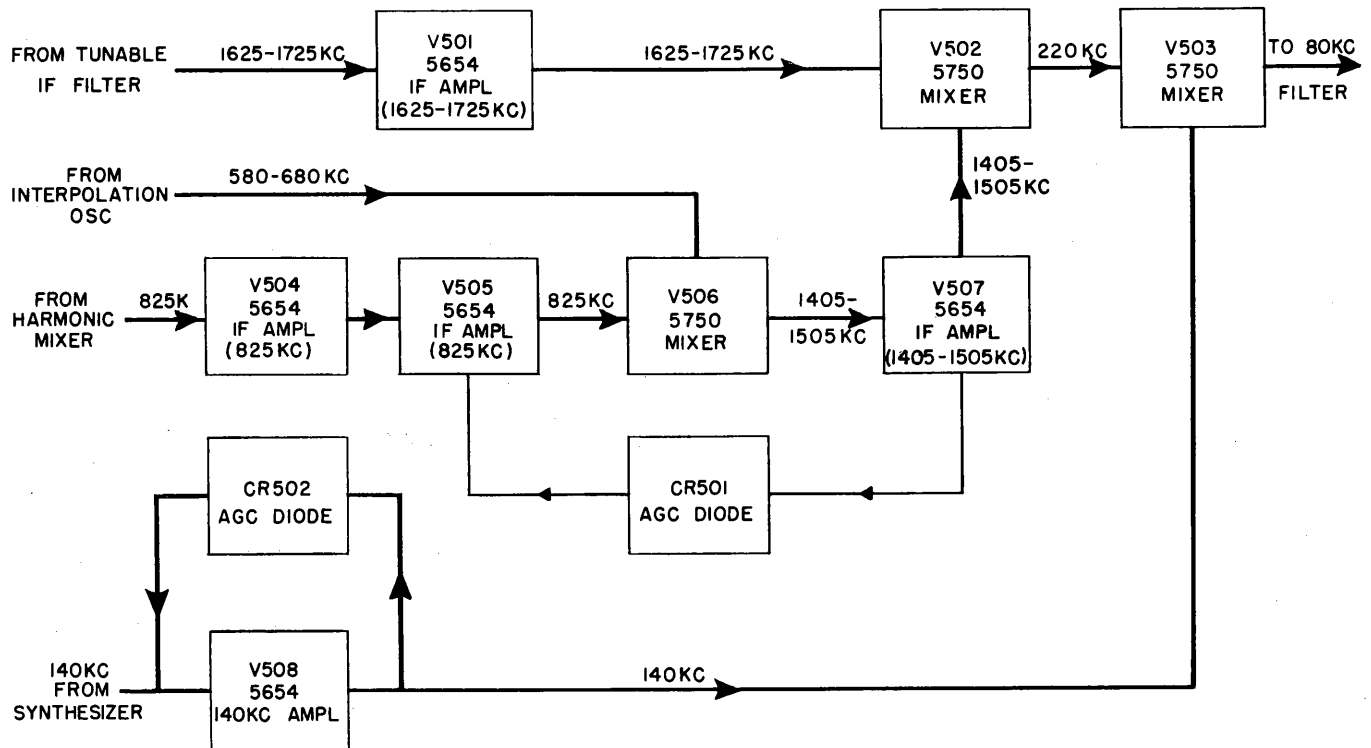 FROM TUNABLE
IF FILTER
1625-1725KC
V501
5654
IF AMPL
(1625-1725KC)
1625-1725KC
V502
5750
MIXER
220KC
V503
5750
MIXER
TO 80KC
FILTER
FROM
INTERPOLATION
OSC
580-680KC
1405-
1505KC
FROM
HARMONIC
MIXER
825K
V504
5654
IF AMPL
(825KC)
V505
5654
IF AMPL
(825KC)
825KC
V506
5750
MIXER
1405-
1505KC
V507
5654
IF AMPL
(1405-1505KC)
CR502
AGC DIODE
CR501
AGC DIODE
140KC
FROM
SYNTHESIZER
V508
5654
140KC AMPL
140KC